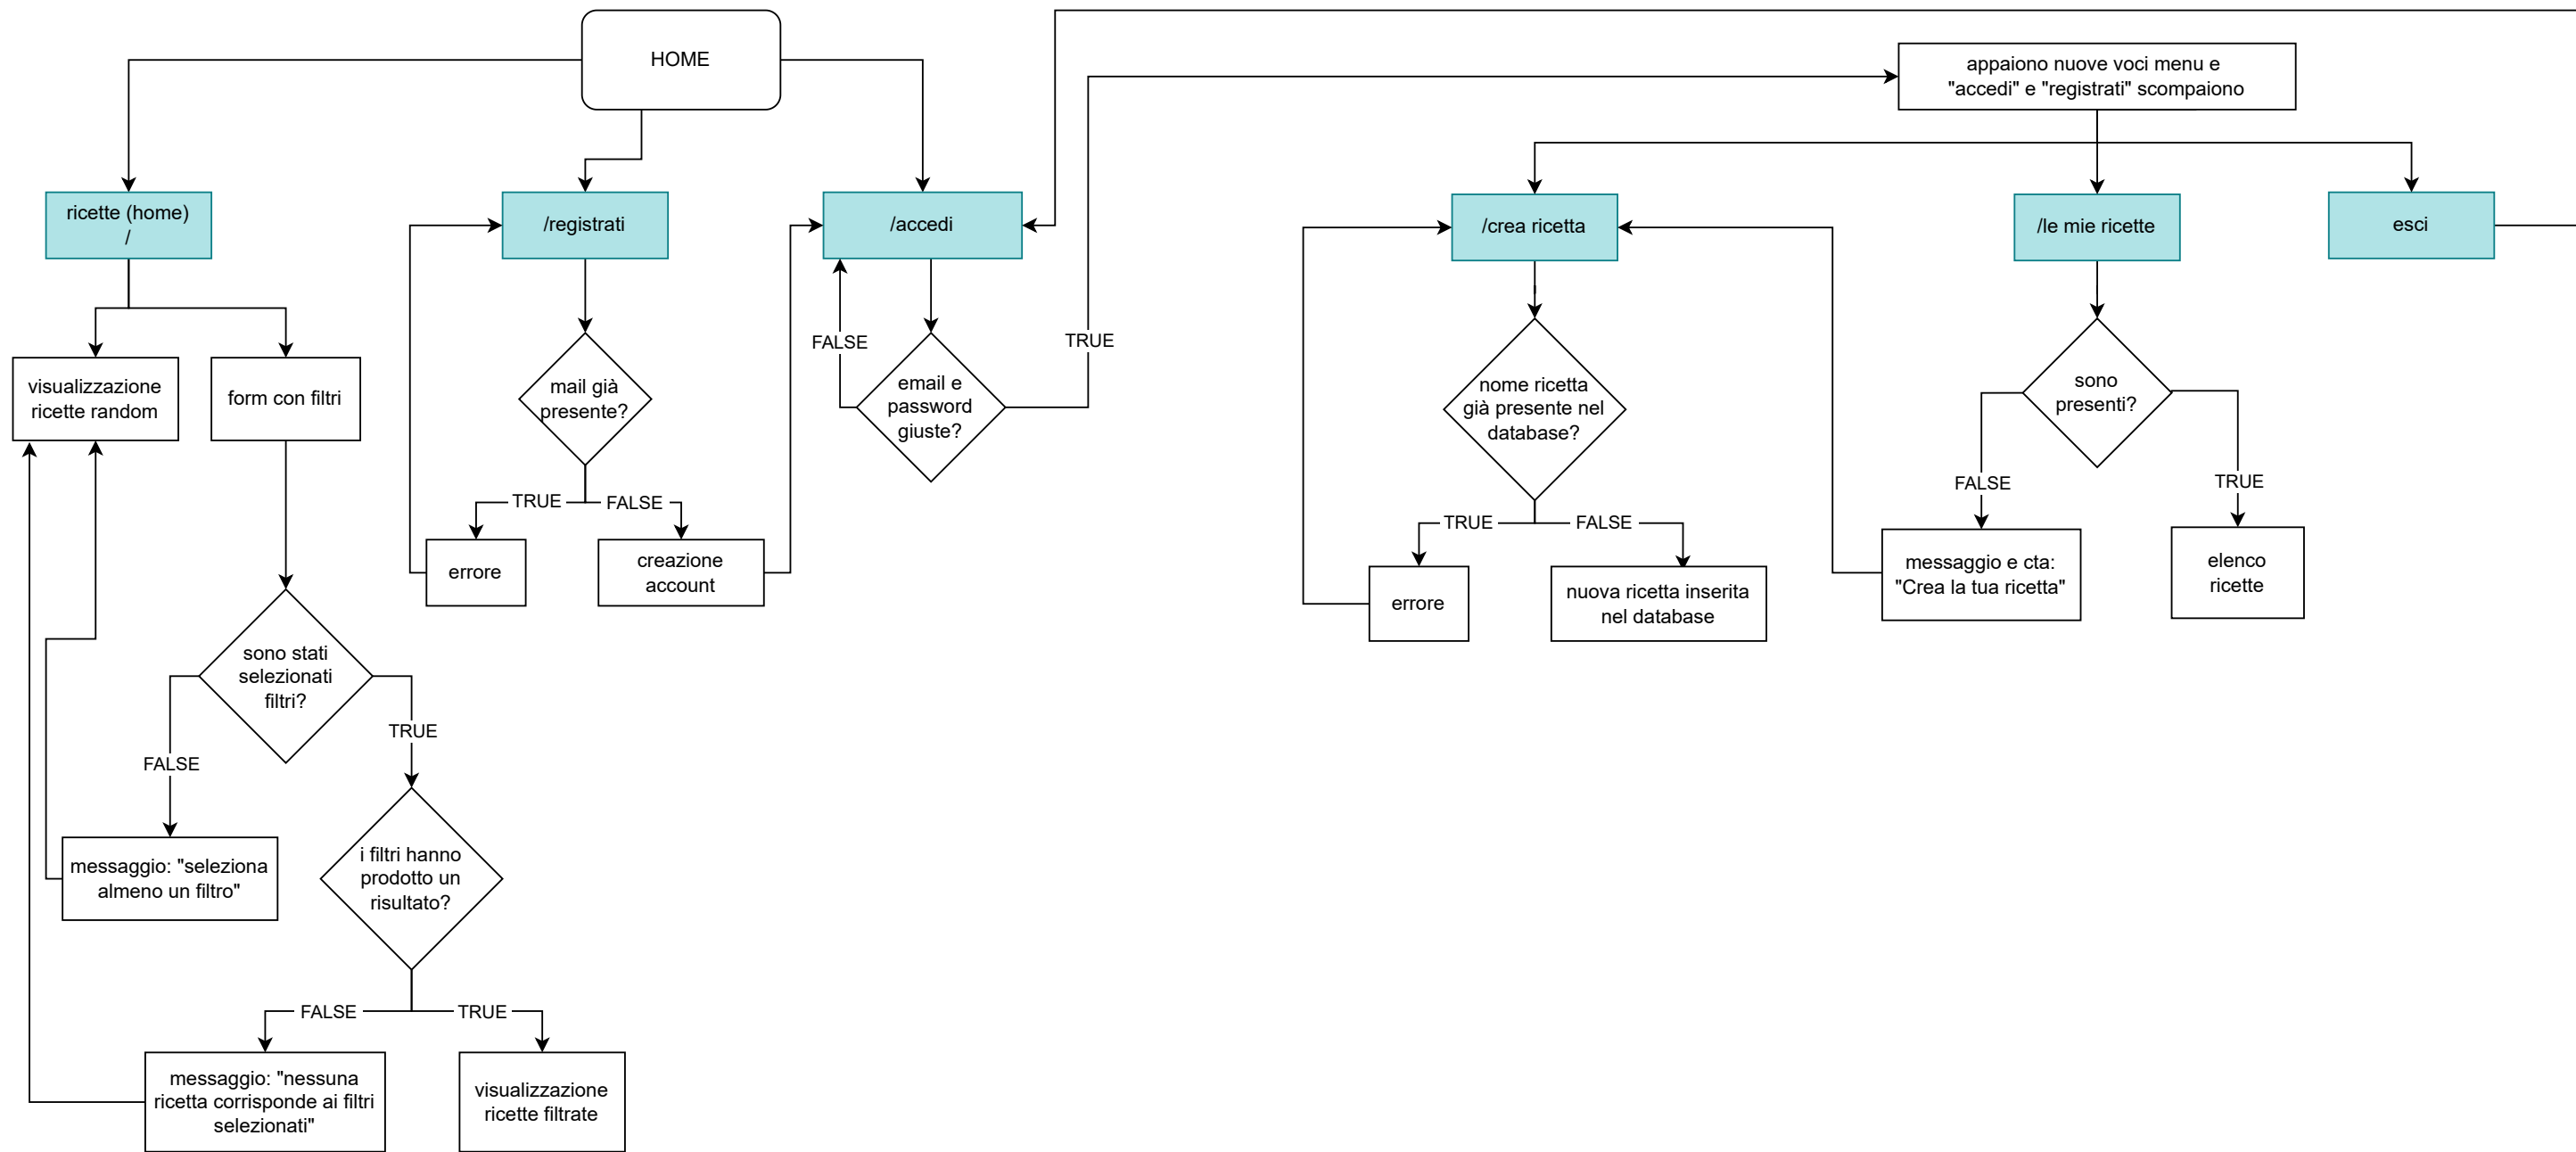 HOME
appaiono nuove voci menu e
"accedi" e "registrati" scompaiono
ricette (home)
/
/registrati
/accedi
/crea ricetta
/le mie ricette
esci
visualizzazione
ricette random
form con filtri
mail già
presente?
FALSE
email e
password
giuste?
TRUE
nome ricetta
già presente nel
database?
sono
presenti?
FALSE
TRUE
TRUE
FALSE
TRUE
FALSE
errore
creazione
account
errore
nuova ricetta inserita
nel database
messaggio e cta:
"Crea la tua ricetta"
elenco
ricette
sono stati
selezionati
filtri?
TRUE
FALSE
messaggio: "seleziona
almeno un filtro"
i filtri hanno
prodotto un
risultato?
FALSE
TRUE
messaggio: "nessuna
ricetta corrisponde ai filtri
selezionati"
visualizzazione
ricette filtrate